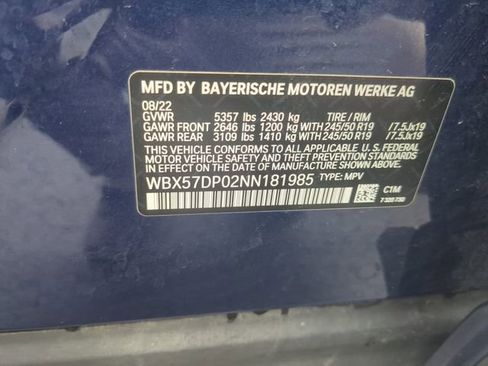 MFD BY BAYERISCHE MOTOREN WERKE AG
08/22
GVWR 5357 lbs 2430 kg TIRE / RIM
GAWR FRONT 2646 lbs 1200 kg WITH 245/50 R19 / 7.5Jx19
GAWR REAR 3109 lbs 1410 kg WITH 245/50 R19 / 7.5Jx19
THIS VEHICLE CONFORMS TO ALL APPLICABLE U.S. FEDERAL
MOTOR VEHICLE SAFETY STANDARDS
IN EFFECT ON THE DATE OF MANUFACTURE SHOWN ABOVE.
WBX57DP02NN181985 TYPE: MPV
C1M